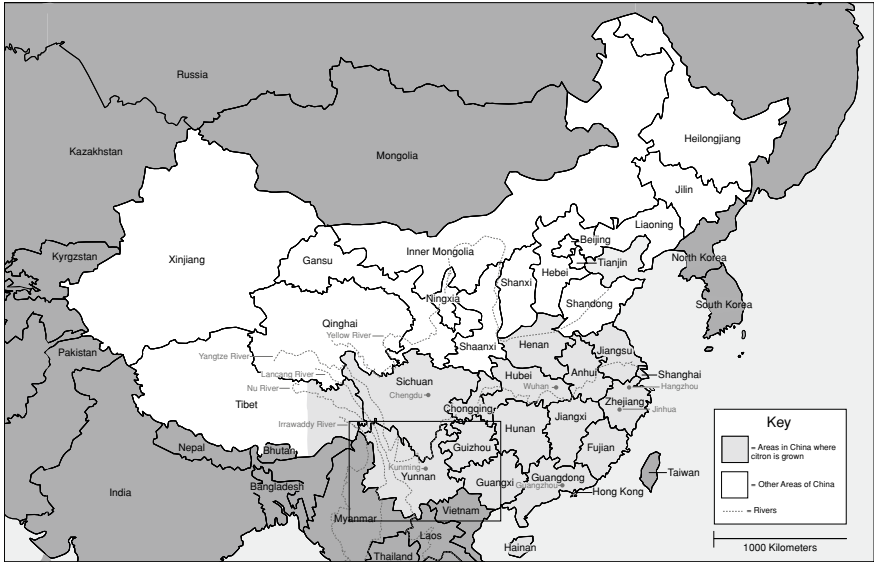 Russia
Kazakhstan
Mongolia
Heilongjiang
Jilin
Liaoning
Kyrgzstan
Xinjiang
Gansu
Inner Mongolia
Beijing
Tianjin
North Korea
Ningxia
Shanxi
Hebei
Shandong
South Korea
Qinghai
Yellow River
Shaanxi
Henan
Pakistan
Yangtze River
Lancang River
Nu River
Tibet
Irrawaddy River
Sichuan
Chengdu
Chongqing
Hubei
Wuhan
Anhui
Jiangsu
Shanghai
Hangzhou
Zhejiang
Jinhua
Hunan
Jiangxi
Fujian
Guizhou
Nepal
Bhutan
Bangladesh
India
Kunming
Yunnan
Guangxi
Guangdong
Guangzhou
Hong Kong
Taiwan
Myanmar
Vietnam
Laos
Thailand
Hainan
Key
= Areas in China where
citron is grown
= Other Areas of China
= Rivers
1000 Kilometers